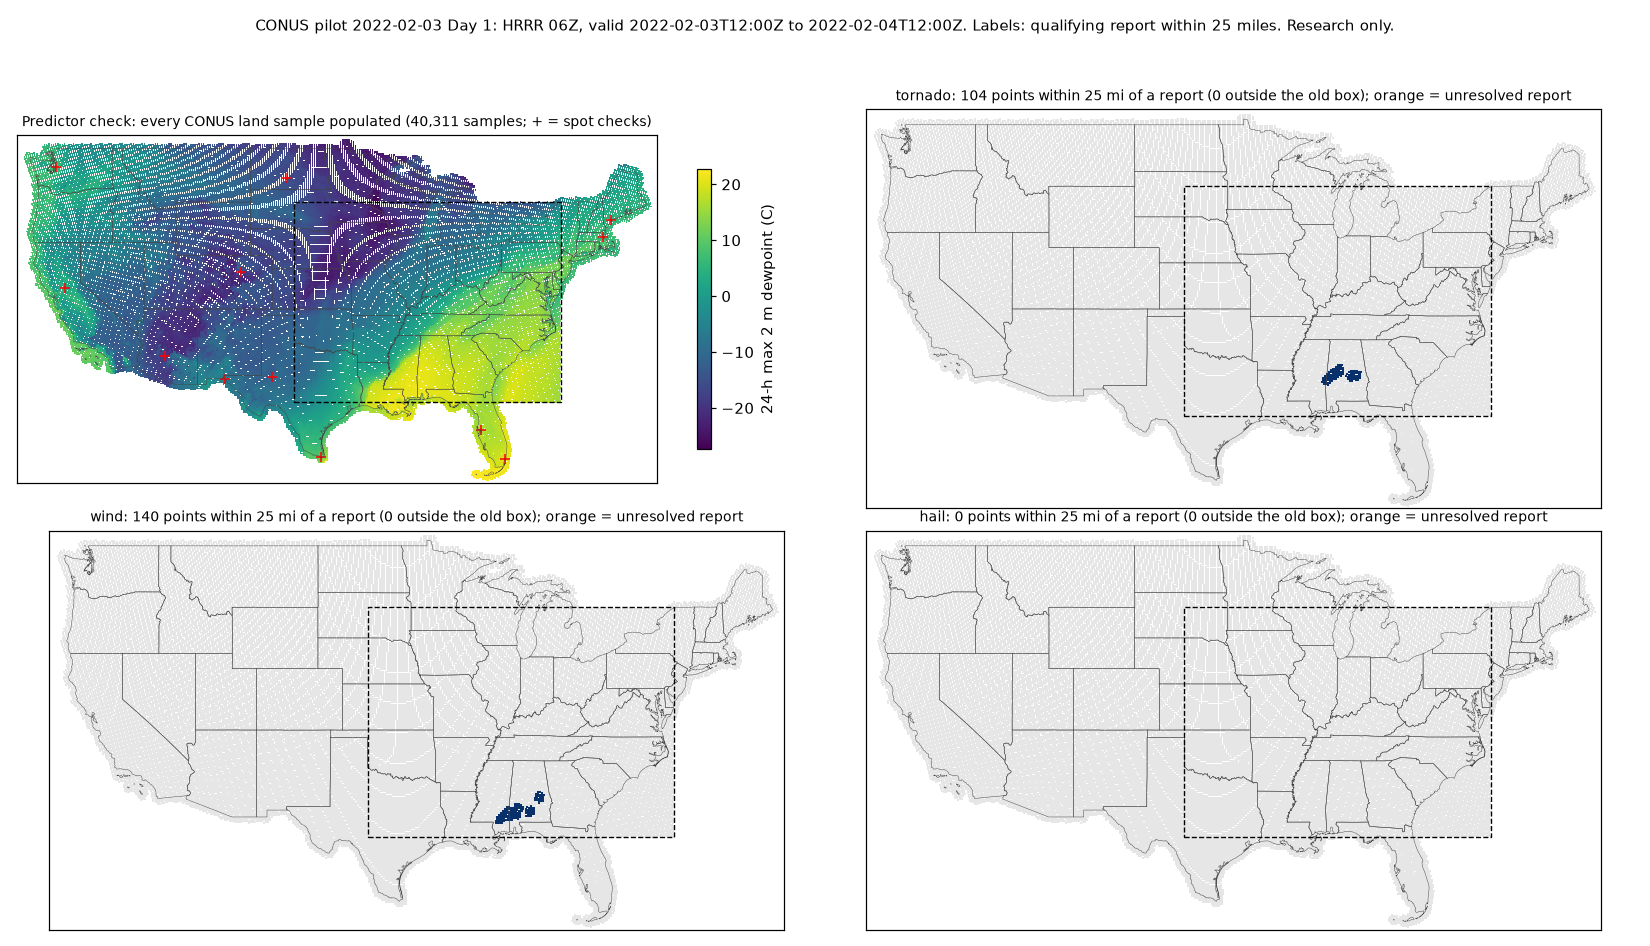 CONUS pilot 2022-02-03 Day 1: HRRR 06Z, valid 2022-02-03T12:00Z to 2022-02-04T12:00Z. Labels: qualifying report within 25 miles. Research only.
Predictor check: every CONUS land sample populated (40,311 samples; + = spot checks)
20
10
0
−10
−20
24-h max 2 m dewpoint (C)
tornado: 104 points within 25 mi of a report (0 outside the old box); orange = unresolved report
wind: 140 points within 25 mi of a report (0 outside the old box); orange = unresolved report
hail: 0 points within 25 mi of a report (0 outside the old box); orange = unresolved report